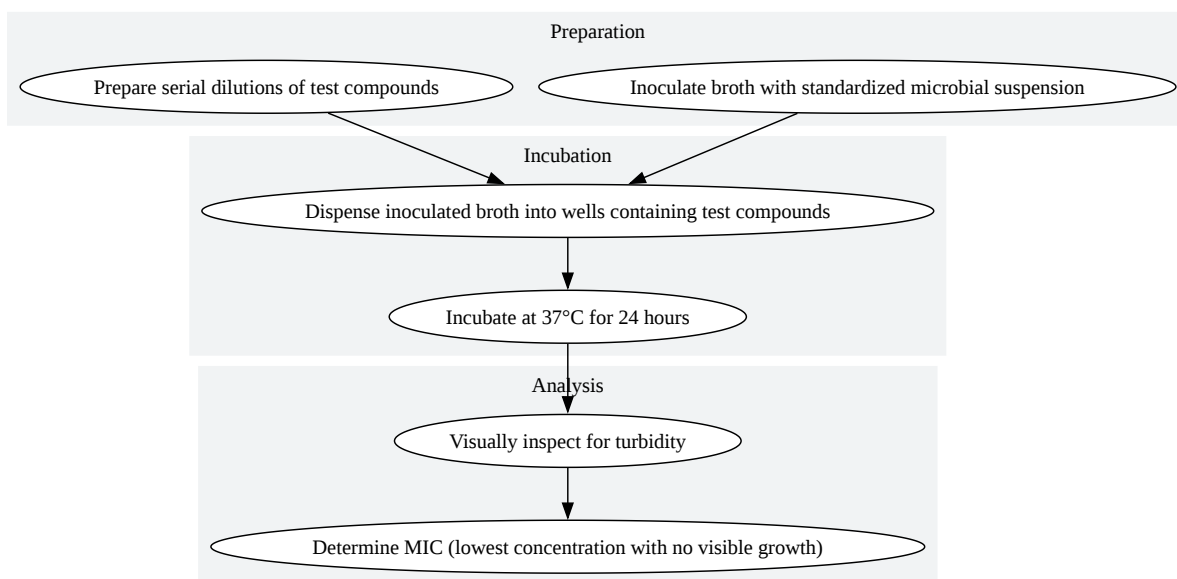 Preparation
Prepare serial dilutions of test compounds
Inoculate broth with standardized microbial suspension
Incubation
Dispense inoculated broth into wells containing test compounds
Incubate at 37°C for 24 hours
Analysis
Visually inspect for turbidity
Determine MIC (lowest concentration with no visible growth)